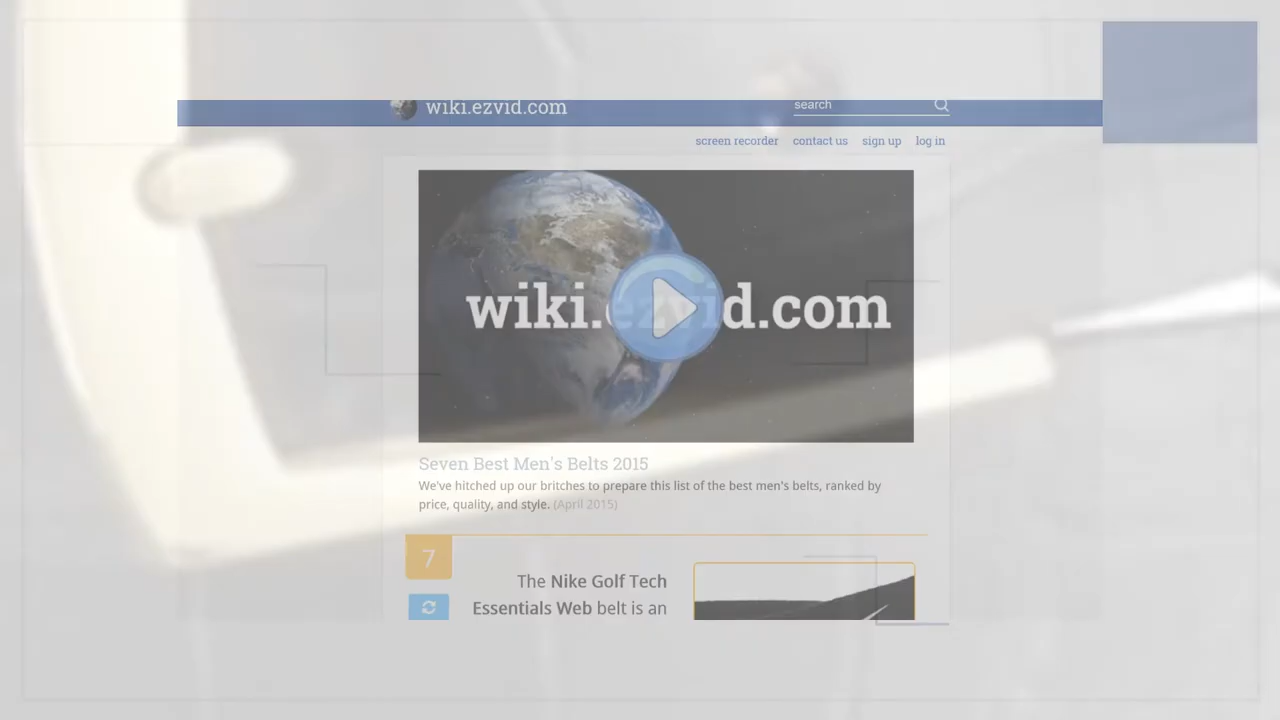 wiki.ezvid.com
search
screen recorder contact us sign up log in
wiki.ezvid.com
Seven Best Men's Belts 2015
We've hitched up our britches to prepare this list of the best men's belts, ranked by
price, quality, and style. (April 2015)
7
The Nike Golf Tech
Essentials Web belt is an